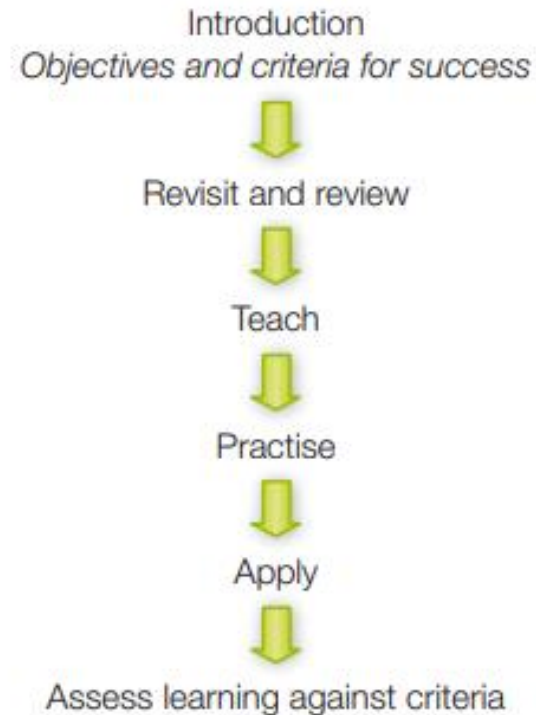 Introduction
Objectives and criteria for success
Revisit and review
Teach
Practise
Apply
Assess learning against criteria